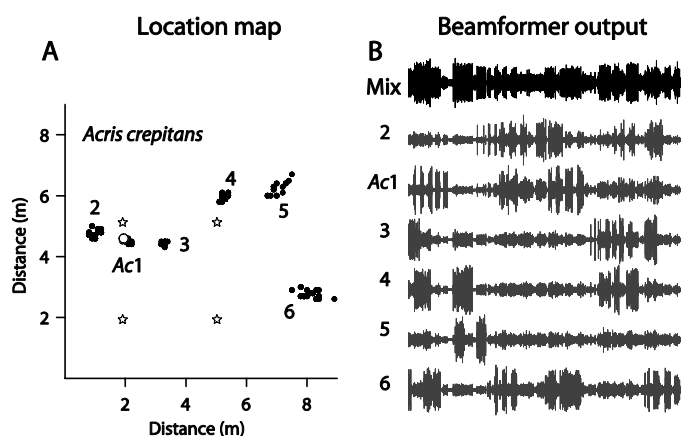 Location map
Beamformer output
A
B
Mix
Acris crepitans
8
6
4
2
Distance (m)
2
Ac1
3
4
5
6
2
4
6
8
Distance (m)
2
Ac1
3
4
5
6